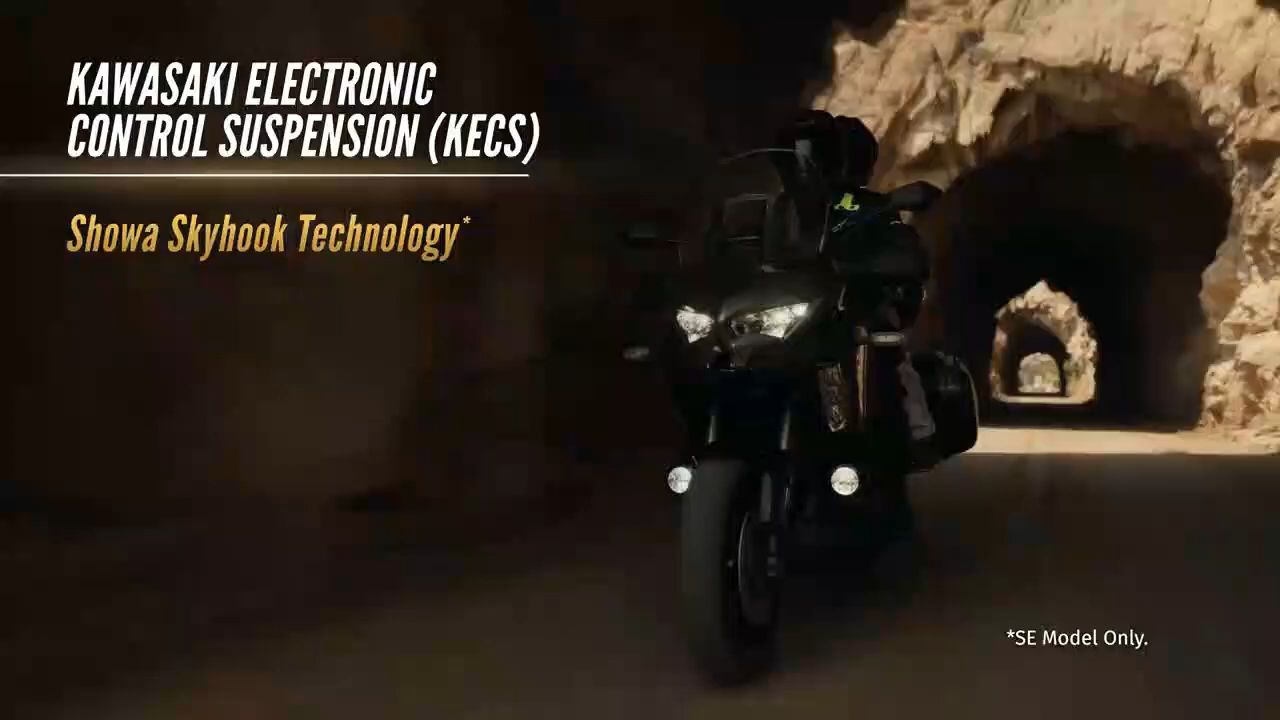 KAWASAKI ELECTRONIC
CONTROL SUSPENSION (KECS)
Showa Skyhook Technology*
*SE Model Only.